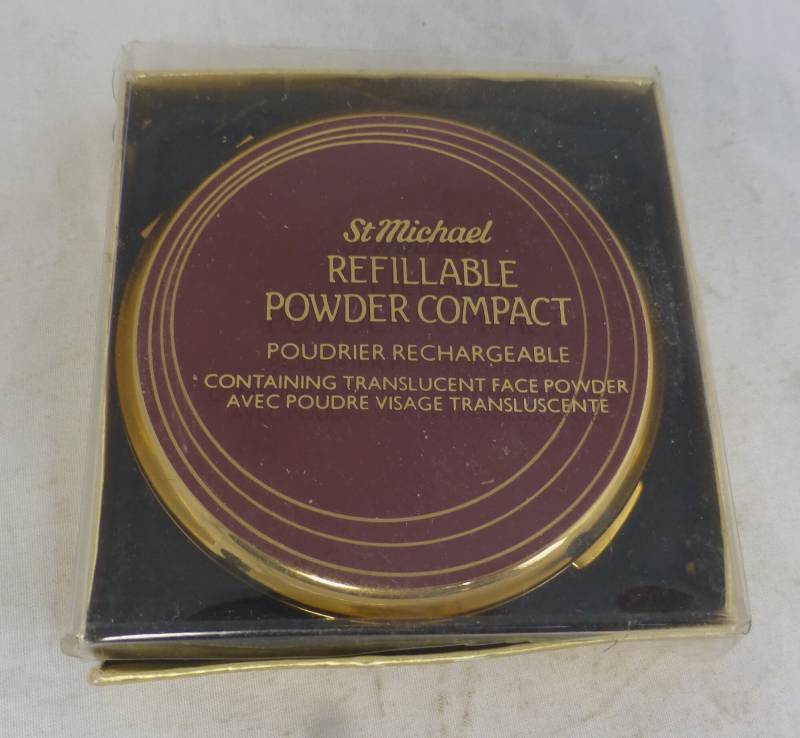 St Michael
REFILLABLE
POWDER COMPACT
POUDRIER RECHARGEABLE
CONTAINING TRANSLUCENT FACE POWDER
AVEC POUDRE VISAGE TRANSLUSCENTE